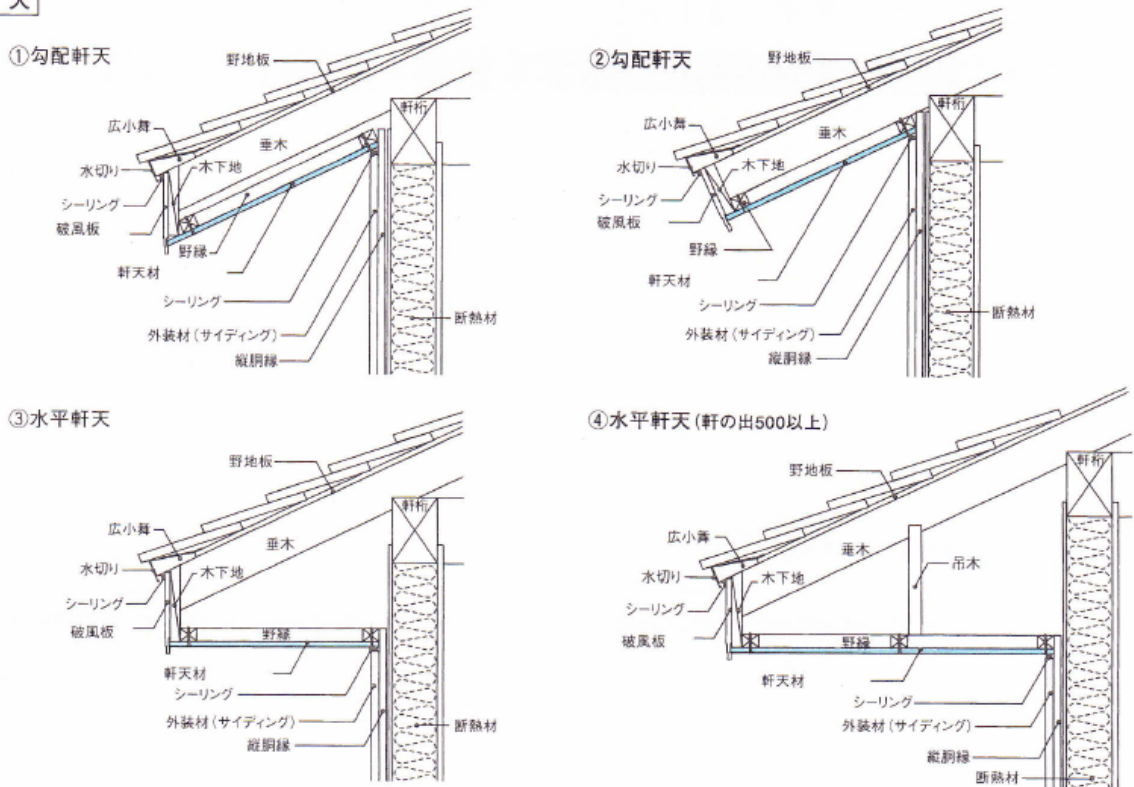 天
①勾配軒天
野地板
軒桁
広小舞
垂木
水切り
木下地
シーリング
破風板
野縁
軒天材
シーリング
外装材(サイディング)
縦胴縁
断熱材
②勾配軒天
野地板
軒桁
広小舞
垂木
水切り
木下地
シーリング
破風板
野縁
軒天材
シーリング
外装材(サイディング)
縦胴縁
断熱材
③水平軒天
野地板
軒桁
広小舞
垂木
水切り
木下地
シーリング
破風板
野縁
軒天材
シーリング
外装材(サイディング)
縦胴縁
断熱材
④水平軒天(軒の出500以上)
野地板
軒桁
広小舞
垂木
吊木
水切り
木下地
シーリング
破風板
野縁
軒天材
シーリング
外装材(サイディング)
縦胴縁
断熱材